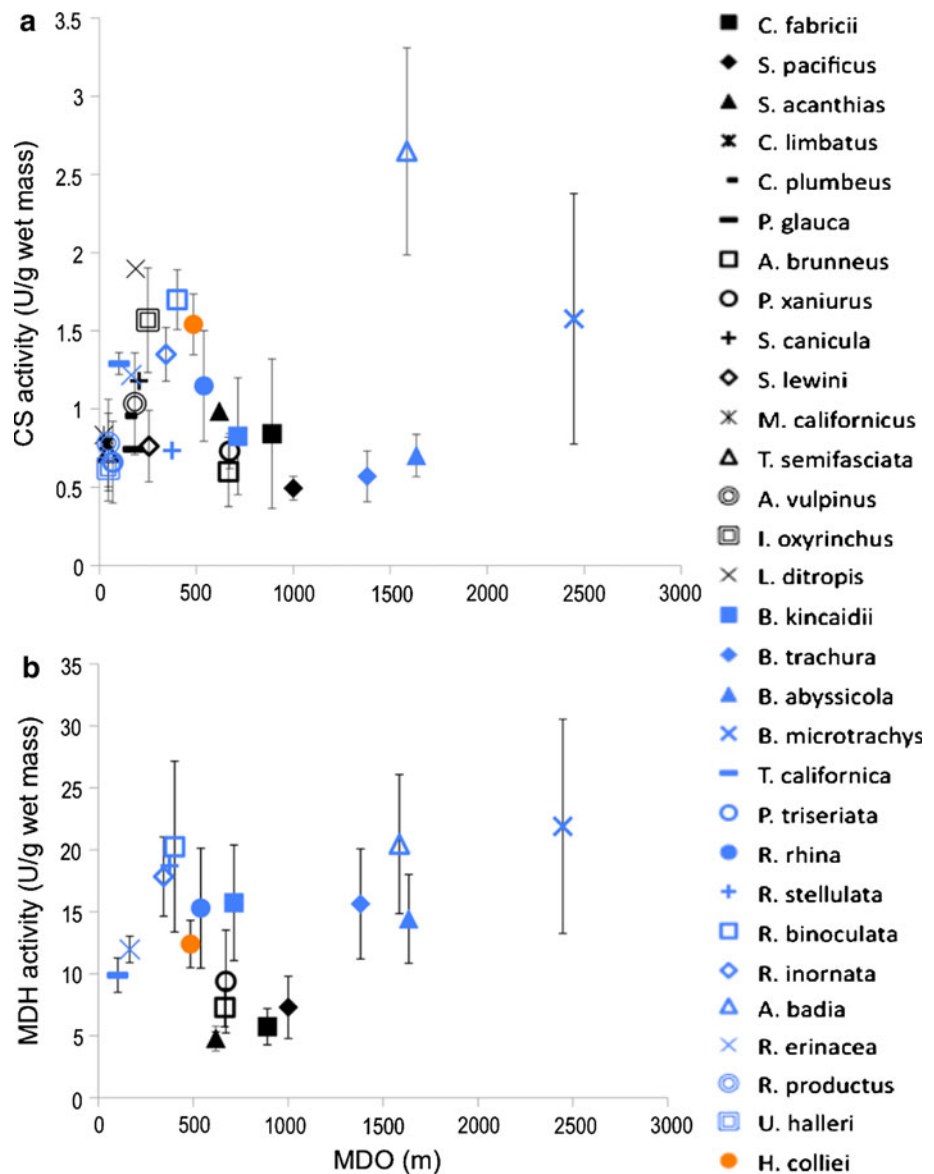 a
3.5
3
2.5
2
1.5
1
0.5
0
CS activity (U/g wet mass)
0 500 1000 1500 2000 2500 3000
b
35
30
25
20
15
10
5
0
MDH activity (U/g wet mass)
0 500 1000 1500 2000 2500 3000
MDO (m)
C. fabricii
S. pacificus
S. acanthias
C. limbatus
C. plumbeus
P. glauca
A. brunneus
P. xaniurus
S. canicula
S. lewini
M. californicus
T. semifasciata
A. vulpinus
I. oxyrinchus
L. ditropis
B. kincaidii
B. trachura
B. abyssicola
B. microtrachys
T. californica
P. triseriata
R. rhina
R. stellulata
R. binoculata
R. inornata
A. badia
R. erinacea
R. productus
U. halleri
H. colliei